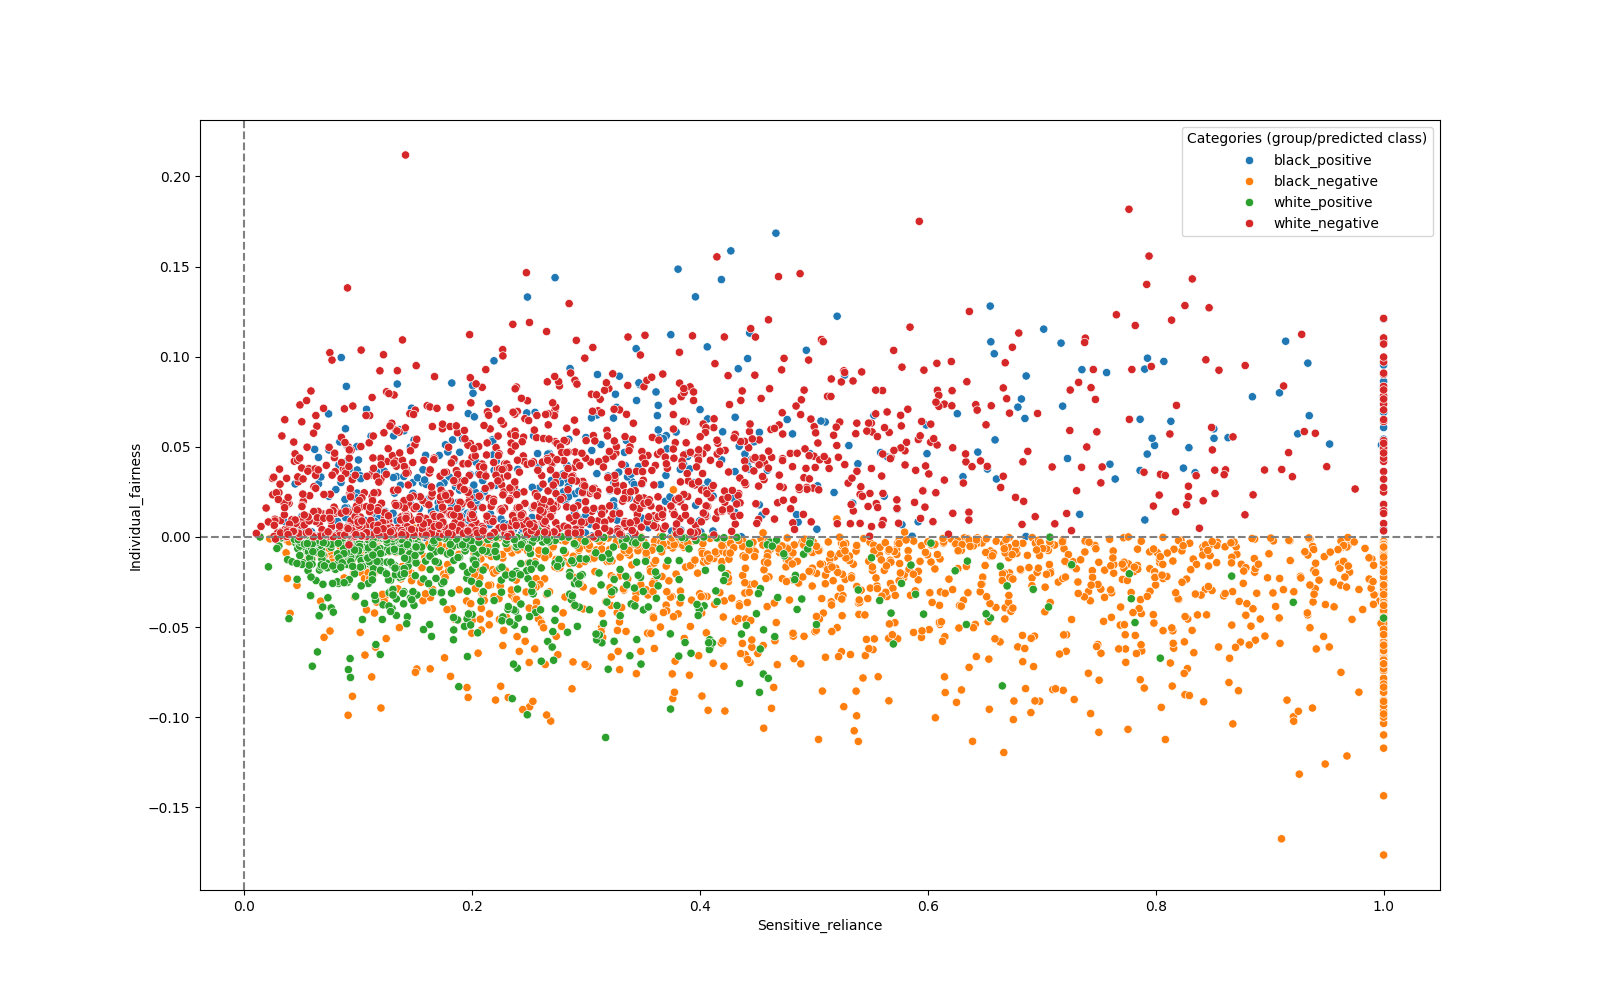 Categories (group/predicted class)
black_positive
black_negative
white_positive
white_negative
0.20
0.15
0.10
0.05
0.00
−0.05
−0.10
−0.15
Individual_fairness
0.0
0.2
0.4
0.6
0.8
1.0
Sensitive_reliance